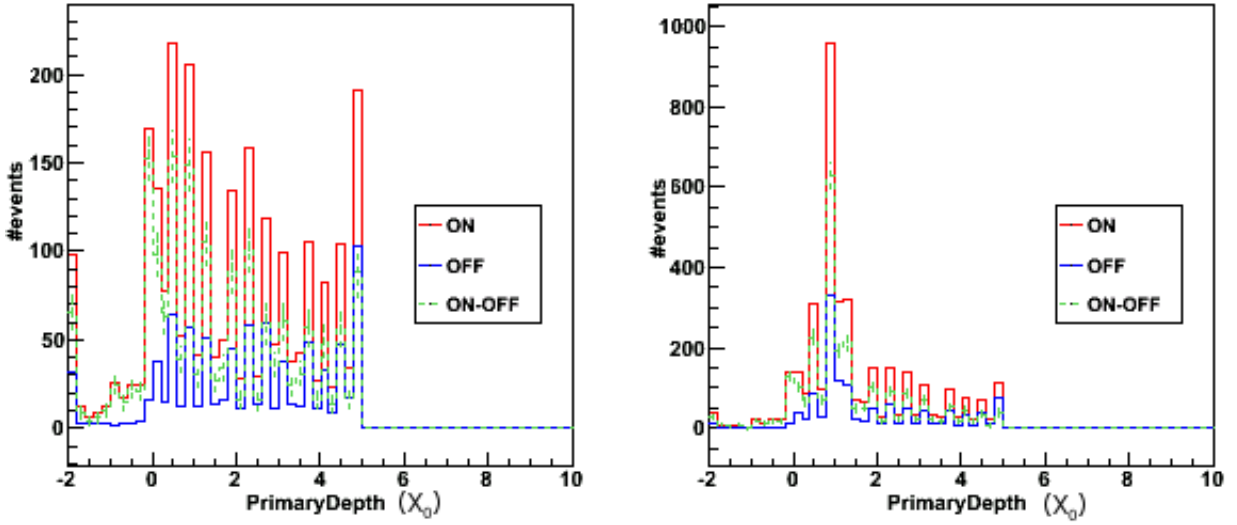 200
150
100
50
0
#events
ON
OFF
ON-OFF
-2 0 2 4 6 8 10
PrimaryDepth (X₀)
1000
800
600
400
200
0
#events
ON
OFF
ON-OFF
-2 0 2 4 6 8 10
PrimaryDepth (X₀)